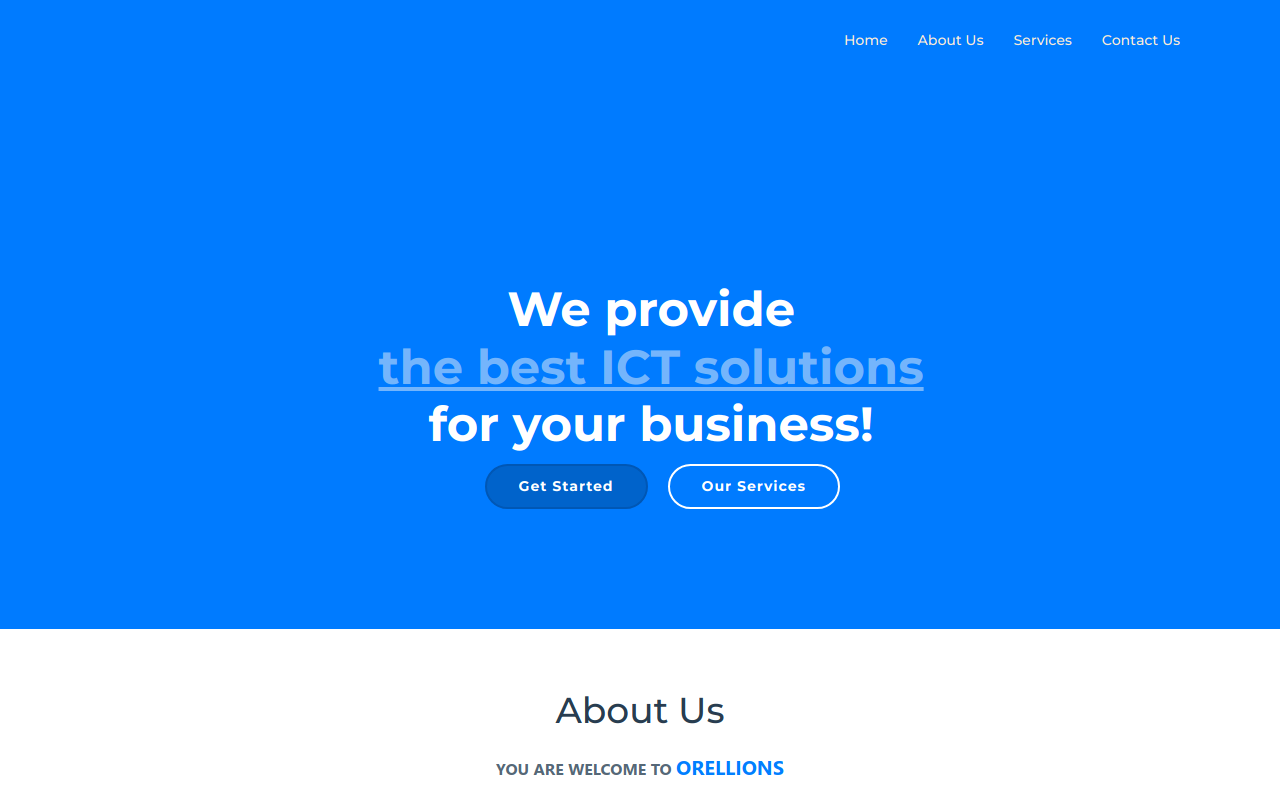 Home About Us Services Contact Us
We provide
the best ICT solutions
for your business!
Get Started Our Services
About Us
YOU ARE WELCOME TO ORELLIONS